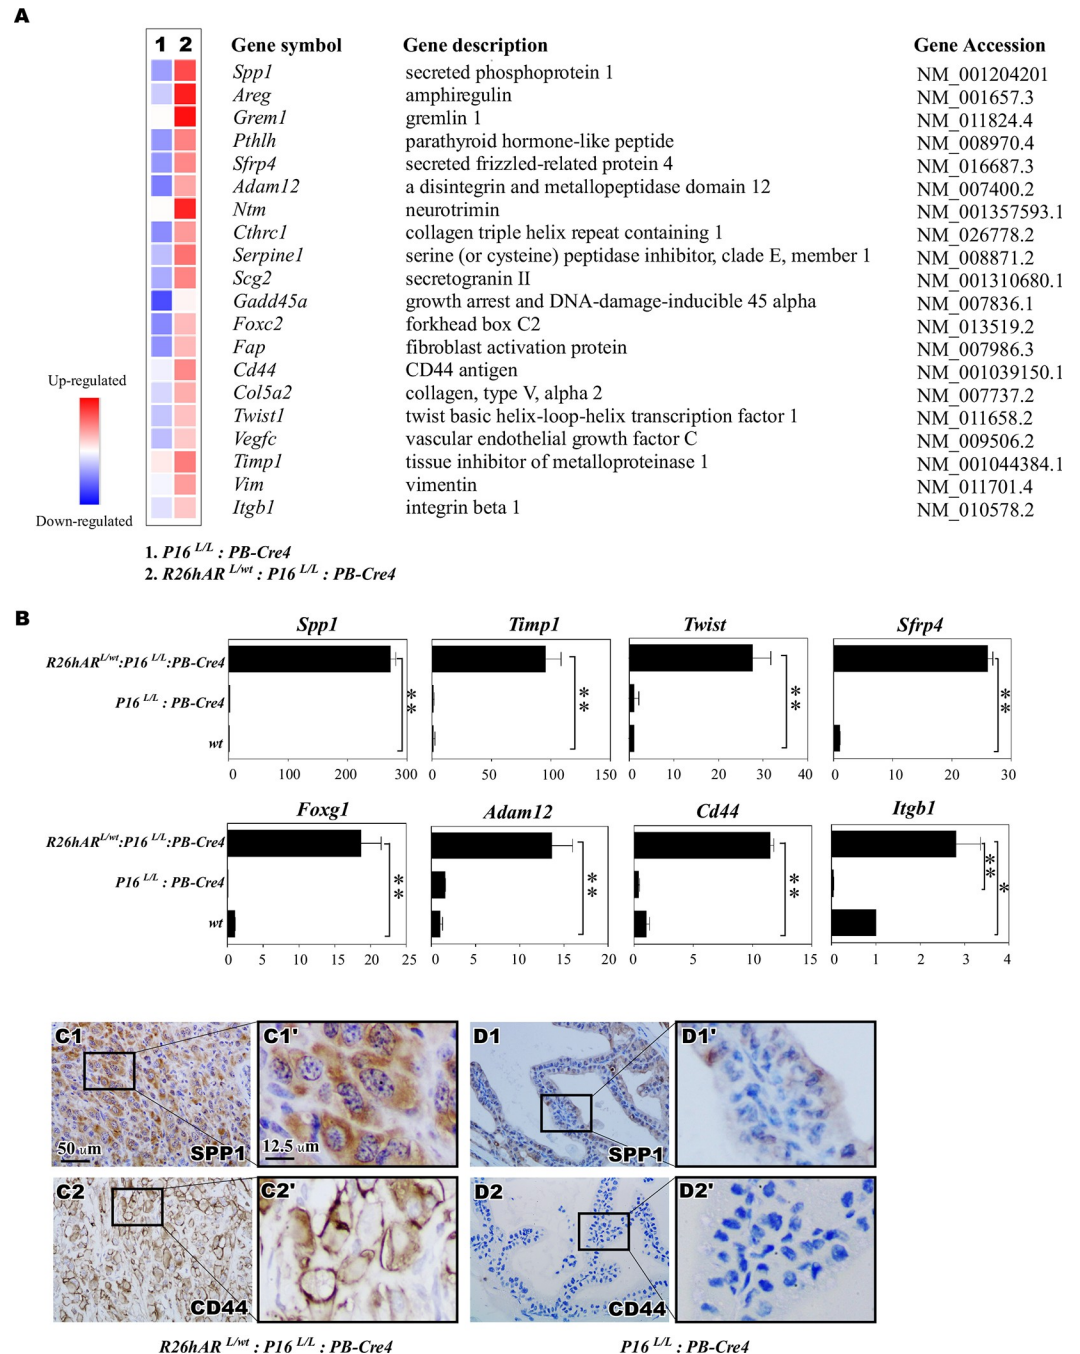 A
1 2 Gene symbol Gene description Gene Accession
Spp1 secreted phosphoprotein 1 NM_001204201
Areg amphiregulin NM_001657.3
Grem1 gremlin 1 NM_011824.4
Pthlh parathyroid hormone-like peptide NM_008970.4
Sfrp4 secreted frizzled-related protein 4 NM_016687.3
Adam12 a disintegrin and metallopeptidase domain 12 NM_007400.2
Ntm neurotrimin NM_001357593.1
Cthrc1 collagen triple helix repeat containing 1 NM_026778.2
Serpine1 serine (or cysteine) peptidase inhibitor, clade E, member 1 NM_008871.2
Scg2 secretogranin II NM_001310680.1
Gadd45a growth arrest and DNA-damage-inducible 45 alpha NM_007836.1
Foxc2 forkhead box C2 NM_013519.2
Fap fibroblast activation protein NM_007986.3
Cd44 CD44 antigen NM_001039150.1
Col5a2 collagen, type V, alpha 2 NM_007737.2
Twist1 twist basic helix-loop-helix transcription factor 1 NM_011658.2
Vegfc vascular endothelial growth factor C NM_009506.2
Timp1 tissue inhibitor of metalloproteinase 1 NM_001044384.1
Vim vimentin NM_011701.4
Itgb1 integrin beta 1 NM_010578.2
Up-regulated
Down-regulated
1. P16 L/L : PB-Cre4
2. R26hAR L/wt : P16 L/L : PB-Cre4
B
Spp1 Timp1 Twist Sfrp4
R26hAR L/wt:P16 L/L:PB-Cre4
P16 L/L : PB-Cre4
wt
** ** ** **
0 100 200 300 0 50 100 150 0 10 20 30 40 0 10 20 30
Foxg1 Adam12 Cd44 Itgb1
R26hAR L/wt:P16 L/L:PB-Cre4
P16 L/L : PB-Cre4
wt
** ** ** ** *
0 5 10 15 20 25 0 5 10 15 20 0 5 10 15 0 1 2 3 4
C1 C1' D1 D1'
50 um SPP1 12.5 um SPP1
C2 C2' D2 D2'
CD44 CD44
R26hAR L/wt : P16 L/L : PB-Cre4 P16 L/L : PB-Cre4